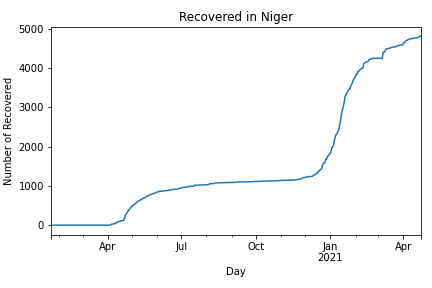 Recovered in Niger
Number of Recovered
5000
4000
3000
2000
1000
0
Apr Jul Oct Jan Apr
2021
Day